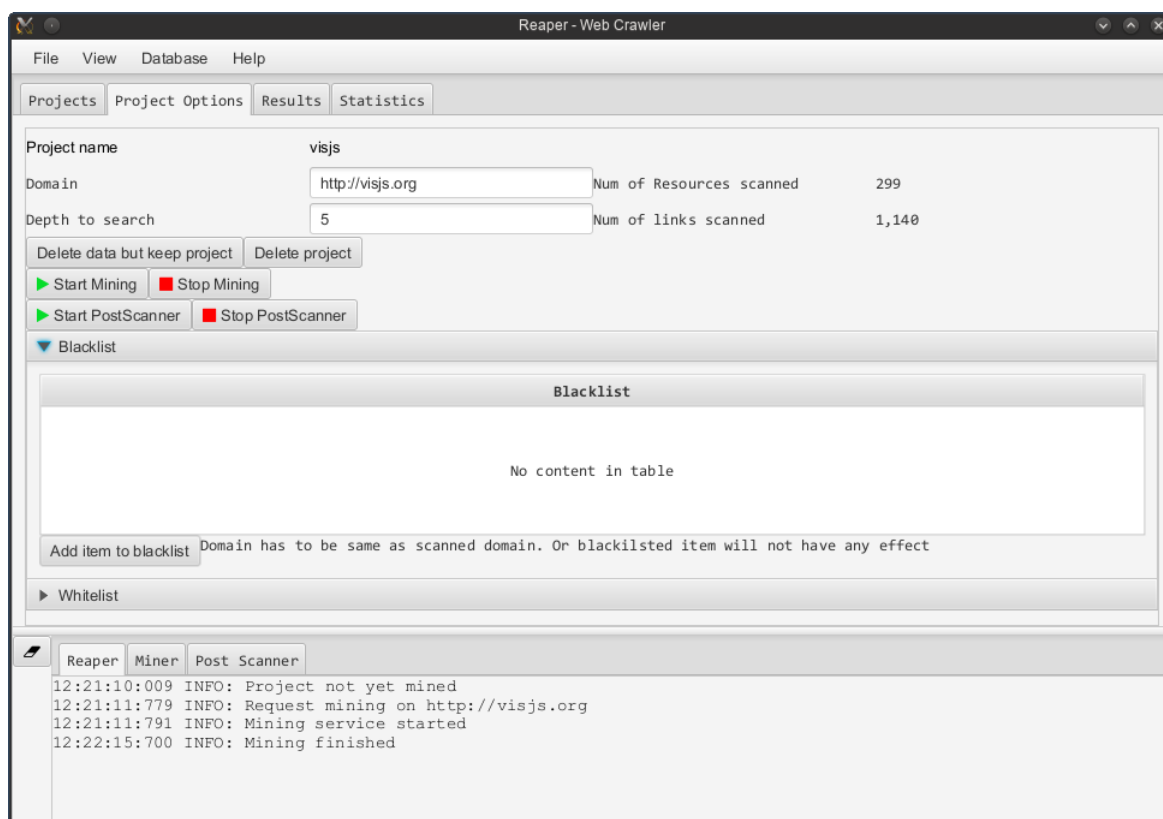 Reaper - Web Crawler
File View Database Help
Projects Project Options Results Statistics
Project name visjs
Domain http://visjs.org Num of Resources scanned 299
Depth to search 5 Num of links scanned 1,140
Delete data but keep project Delete project
Start Mining Stop Mining
Start PostScanner Stop PostScanner
Blacklist
Blacklist
No content in table
Add item to blacklist Domain has to be same as scanned domain. Or blackilsted item will not have any effect
Whitelist
Reaper Miner Post Scanner
12:21:10:009 INFO: Project not yet mined
12:21:11:779 INFO: Request mining on http://visjs.org
12:21:11:791 INFO: Mining service started
12:22:15:700 INFO: Mining finished